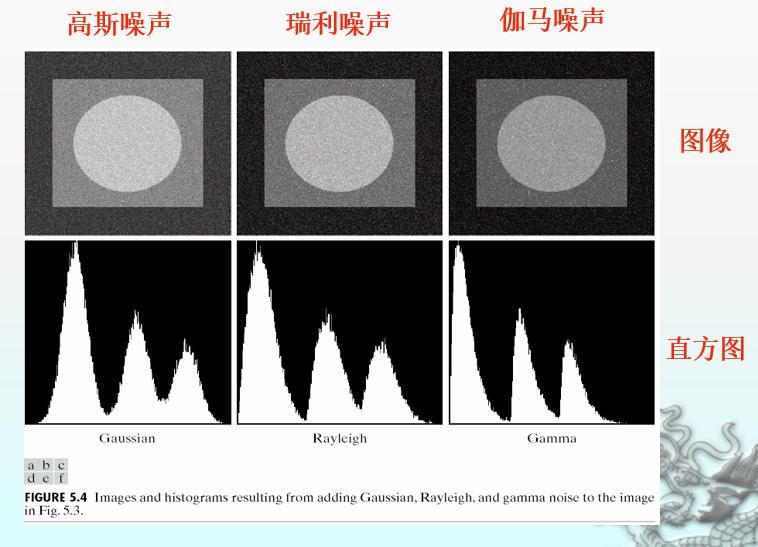 高斯噪声 瑞利噪声 伽马噪声
图像
直方图
Gaussian Rayleigh Gamma
a b c
d e f
FIGURE 5.4 Images and histograms resulting from adding Gaussian, Rayleigh, and gamma noise to the image
in Fig. 5.3.